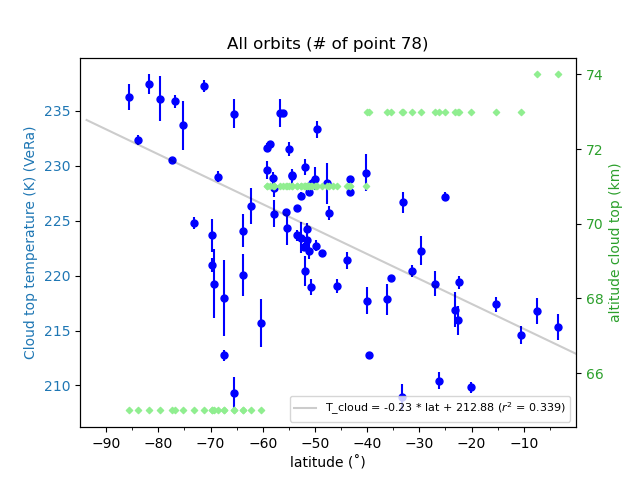 All orbits (# of point 78)
Cloud top temperature (K) (VeRa)
235
230
225
220
215
210
74
72
70
68
66
altitude cloud top (km)
T_cloud = -0.23 * lat + 212.88 (r² = 0.339)
−90 −80 −70 −60 −50 −40 −30 −20 −10
latitude (˚)